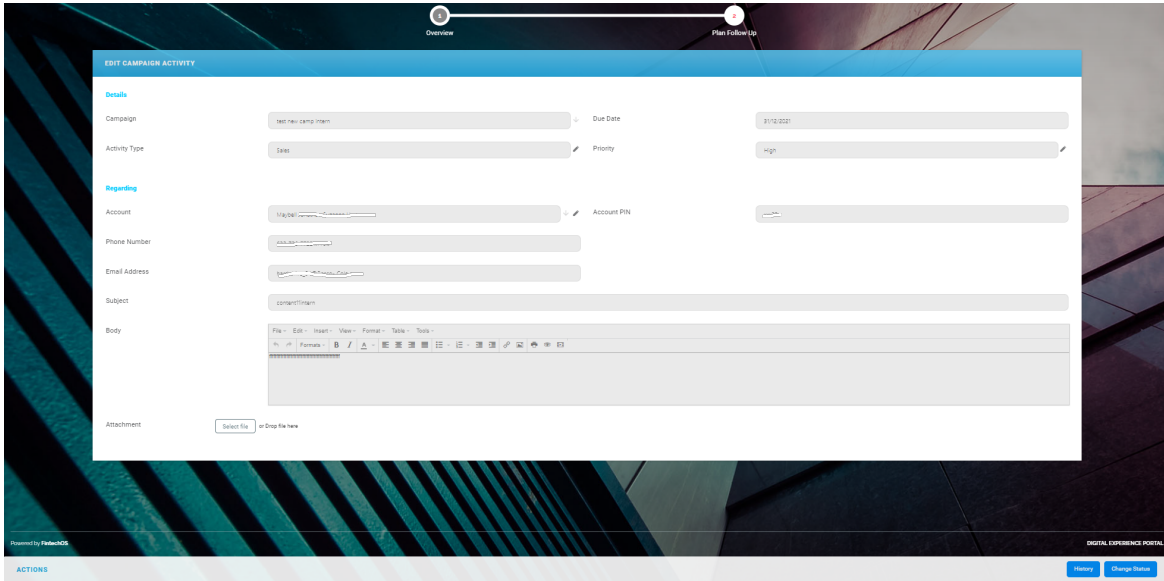 1 2
Overview Plan Follow Up
EDIT CAMPAIGN ACTIVITY
Details
Campaign test new camp intern Due Date 31/12/2021
Activity Type Sales Priority High
Regarding
Account Maybel Account PIN
Phone Number
Email Address
Subject content1intern
Body File Edit Insert View Format Table Tools
Formats B I A
Attachment Select file or Drop file here
Powered by FintechOS DIGITAL EXPERIENCE PORTAL
ACTIONS History Change Status